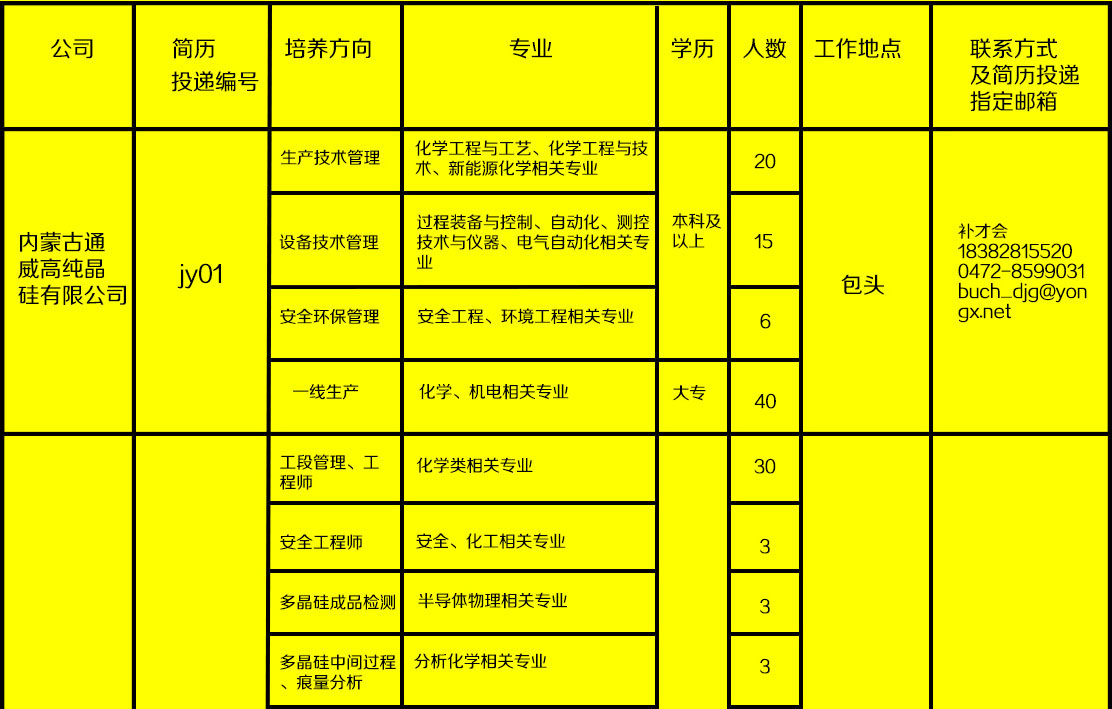 公司
简历
投递编号
培养方向
专业
学历
人数
工作地点
联系方式
及简历投递
指定邮箱
内蒙古通
威高纯晶
硅有限公司
jy01
生产技术管理
化学工程与工艺、化学工程与技
术、新能源化学相关专业
本科及
以上
20
包头
补才会
18382815520
0472-8599031
buch_djg@yon
gx.net
设备技术管理
过程装备与控制、自动化、测控
技术与仪器、电气自动化相关专
业
15
安全环保管理
安全工程、环境工程相关专业
6
一线生产
化学、机电相关专业
大专
40
工段管理、工
程师
化学类相关专业
30
安全工程师
安全、化工相关专业
3
多晶硅成品检测
半导体物理相关专业
3
多晶硅中间过程
、痕量分析
分析化学相关专业
3